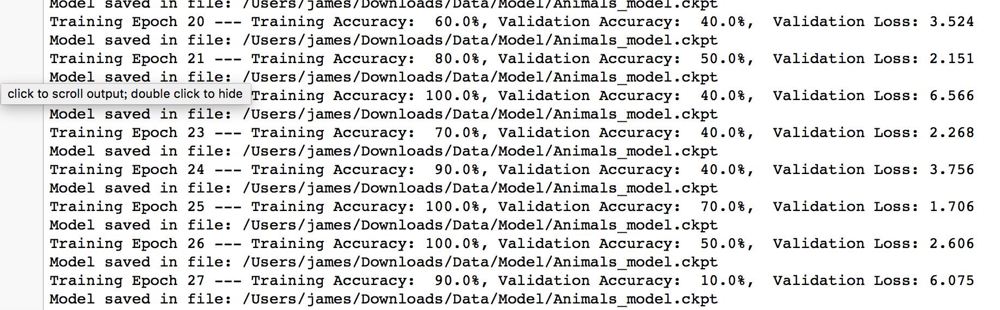 Model saved in file: /Users/james/Downloads/Data/Model/Animals_model.ckpt
Training Epoch 20 --- Training Accuracy:  60.0%, Validation Accuracy:  40.0%,  Validation Loss: 3.524
Model saved in file: /Users/james/Downloads/Data/Model/Animals_model.ckpt
Training Epoch 21 --- Training Accuracy:  80.0%, Validation Accuracy:  50.0%,  Validation Loss: 2.151
Model saved in file: /Users/james/Downloads/Data/Model/Animals_model.ckpt
click to scroll output; double click to hide
Training Accuracy: 100.0%, Validation Accuracy:  40.0%,  Validation Loss: 6.566
Model saved in file: /Users/james/Downloads/Data/Model/Animals_model.ckpt
Training Epoch 23 --- Training Accuracy:  70.0%, Validation Accuracy:  40.0%,  Validation Loss: 2.268
Model saved in file: /Users/james/Downloads/Data/Model/Animals_model.ckpt
Training Epoch 24 --- Training Accuracy:  90.0%, Validation Accuracy:  40.0%,  Validation Loss: 3.756
Model saved in file: /Users/james/Downloads/Data/Model/Animals_model.ckpt
Training Epoch 25 --- Training Accuracy: 100.0%, Validation Accuracy:  70.0%,  Validation Loss: 1.706
Model saved in file: /Users/james/Downloads/Data/Model/Animals_model.ckpt
Training Epoch 26 --- Training Accuracy: 100.0%, Validation Accuracy:  50.0%,  Validation Loss: 2.606
Model saved in file: /Users/james/Downloads/Data/Model/Animals_model.ckpt
Training Epoch 27 --- Training Accuracy:  90.0%, Validation Accuracy:  10.0%,  Validation Loss: 6.075
Model saved in file: /Users/james/Downloads/Data/Model/Animals_model.ckpt